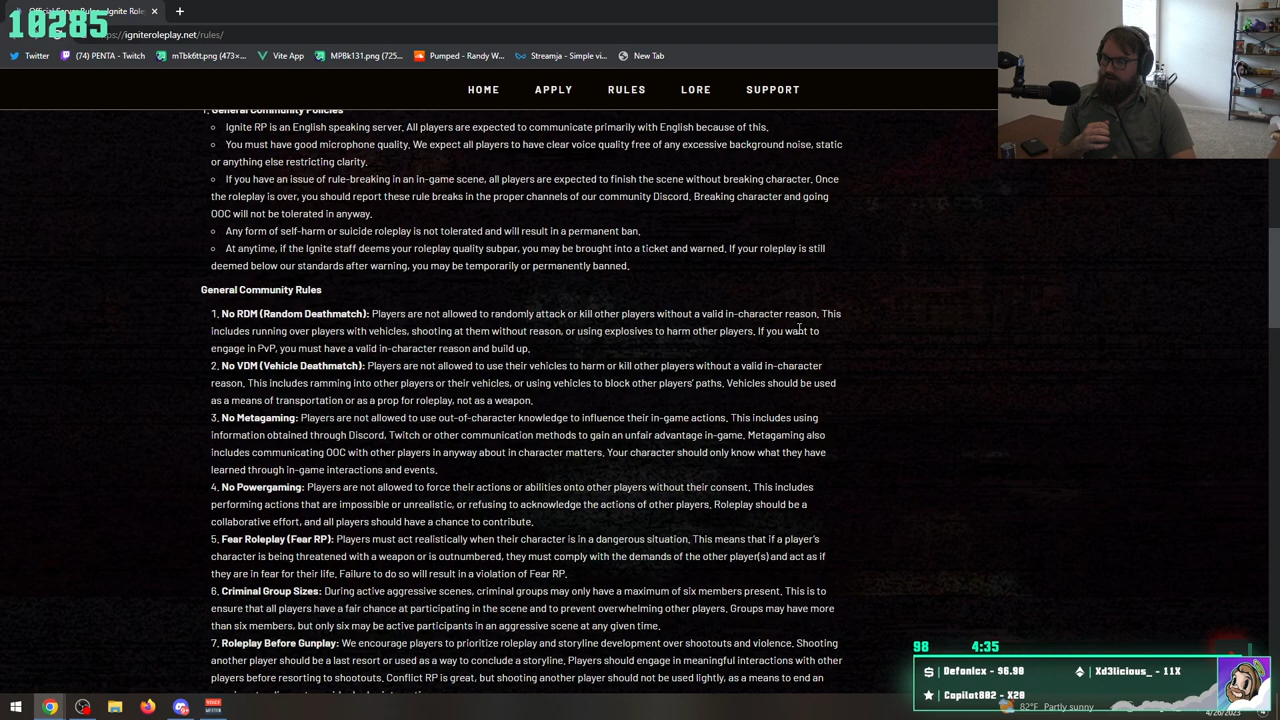 10285
Official Server Rules - Ignite Role
https://igniteroleplay.net/rules/
Twitter
(74) PENTA - Twitch
mTbk6tt.png (473×...
Vite App
MPBk131.png (725...
Pumped - Randy W...
Streamja - Simple vi...
New Tab
HOME
APPLY
RULES
LORE
SUPPORT
1. General Community Policies
Ignite RP is an English speaking server. All players are expected to communicate primarily with English because of this.
You must have good microphone quality. We expect all players to have clear voice quality free of any excessive background noise, static
or anything else restricting clarity.
If you have an issue of rule-breaking in an in-game scene, all players are expected to finish the scene without breaking character. Once
the roleplay is over, you should report these rule breaks in the proper channels of our community Discord. Breaking character and going
OOC will not be tolerated in anyway.
Any form of self-harm or suicide roleplay is not tolerated and will result in a permanent ban.
At anytime, if the Ignite staff deems your roleplay quality subpar, you may be brought into a ticket and warned. If your roleplay is still
deemed below our standards after warning, you may be temporarily or permanently banned.
General Community Rules
1. No RDM (Random Deathmatch): Players are not allowed to randomly attack or kill other players without a valid in-character reason. This
includes running over players with vehicles, shooting at them without reason, or using explosives to harm other players. If you want to
engage in PvP, you must have a valid in-character reason and build up.
2. No VDM (Vehicle Deathmatch): Players are not allowed to use their vehicles to harm or kill other players without a valid in-character
reason. This includes ramming into other players or their vehicles, or using vehicles to block other players' paths. Vehicles should be used
as a means of transportation or as a prop for roleplay, not as a weapon.
3. No Metagaming: Players are not allowed to use out-of-character knowledge to influence their in-game actions. This includes using
information obtained through Discord, Twitch or other communication methods to gain an unfair advantage in-game. Metagaming also
includes communicating OOC with other players in anyway about in character matters. Your character should only know what they have
learned through in-game interactions and events.
4. No Powergaming: Players are not allowed to force their actions or abilities onto other players without their consent. This includes
performing actions that are impossible or unrealistic, or refusing to acknowledge the actions of other players. Roleplay should be a
collaborative effort, and all players should have a chance to contribute.
5. Fear Roleplay (Fear RP): Players must act realistically when their character is in a dangerous situation. This means that if a player's
character is being threatened with a weapon or is outnumbered, they must comply with the demands of the other player(s) and act as if
they are in fear for their life. Failure to do so will result in a violation of Fear RP.
6. Criminal Group Sizes: During active aggressive scenes, criminal groups may only have a maximum of six members present. This is to
ensure that all players have a fair chance at participating in the scene and to prevent overwhelming other players. Groups may have more
than six members, but only six may be active participants in an aggressive scene at any given time.
7. Roleplay Before Gunplay: We encourage players to prioritize roleplay and storyline development over shootouts and violence. Shooting
another player should be a last resort or used as a way to conclude a storyline. Players should engage in meaningful interactions with other
players before resorting to shootouts. Conflict RP is great, but shooting another player should not be used lightly, as a means to end an
98
4:35
Defonicx - $6.90
Xd3licious_ - 11X
Copilot802 - X20
82°F Partly sunny
4/26/2023